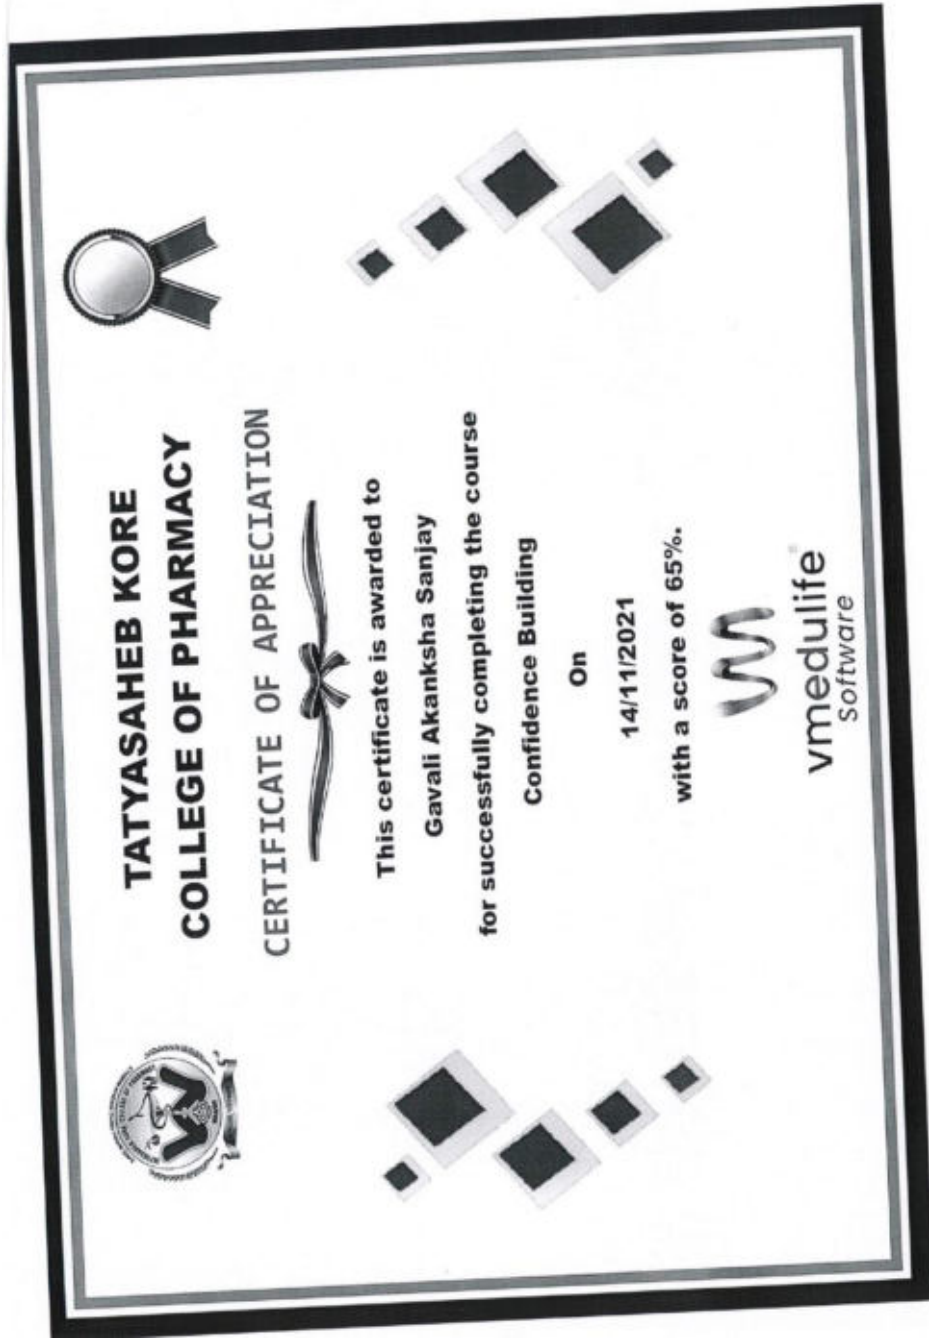 TATYASAHEB KORE
COLLEGE OF PHARMACY
CERTIFICATE OF APPRECIATION
This certificate is awarded to
Gavali Akanksha Sanjay
for successfully completing the course
Confidence Building
On
14/11/2021
with a score of 65%.
vmedulife
Software